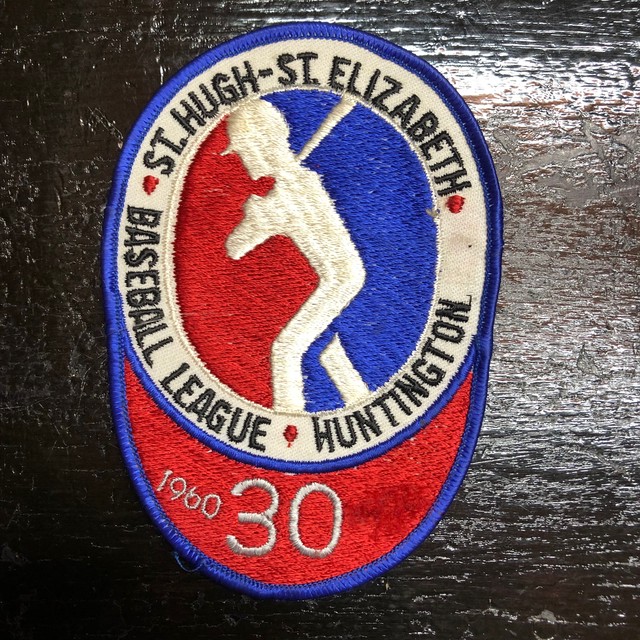 ST. HUGH-ST. ELIZABETH
BASEBALL LEAGUE • HUNTINGTON
1960 30